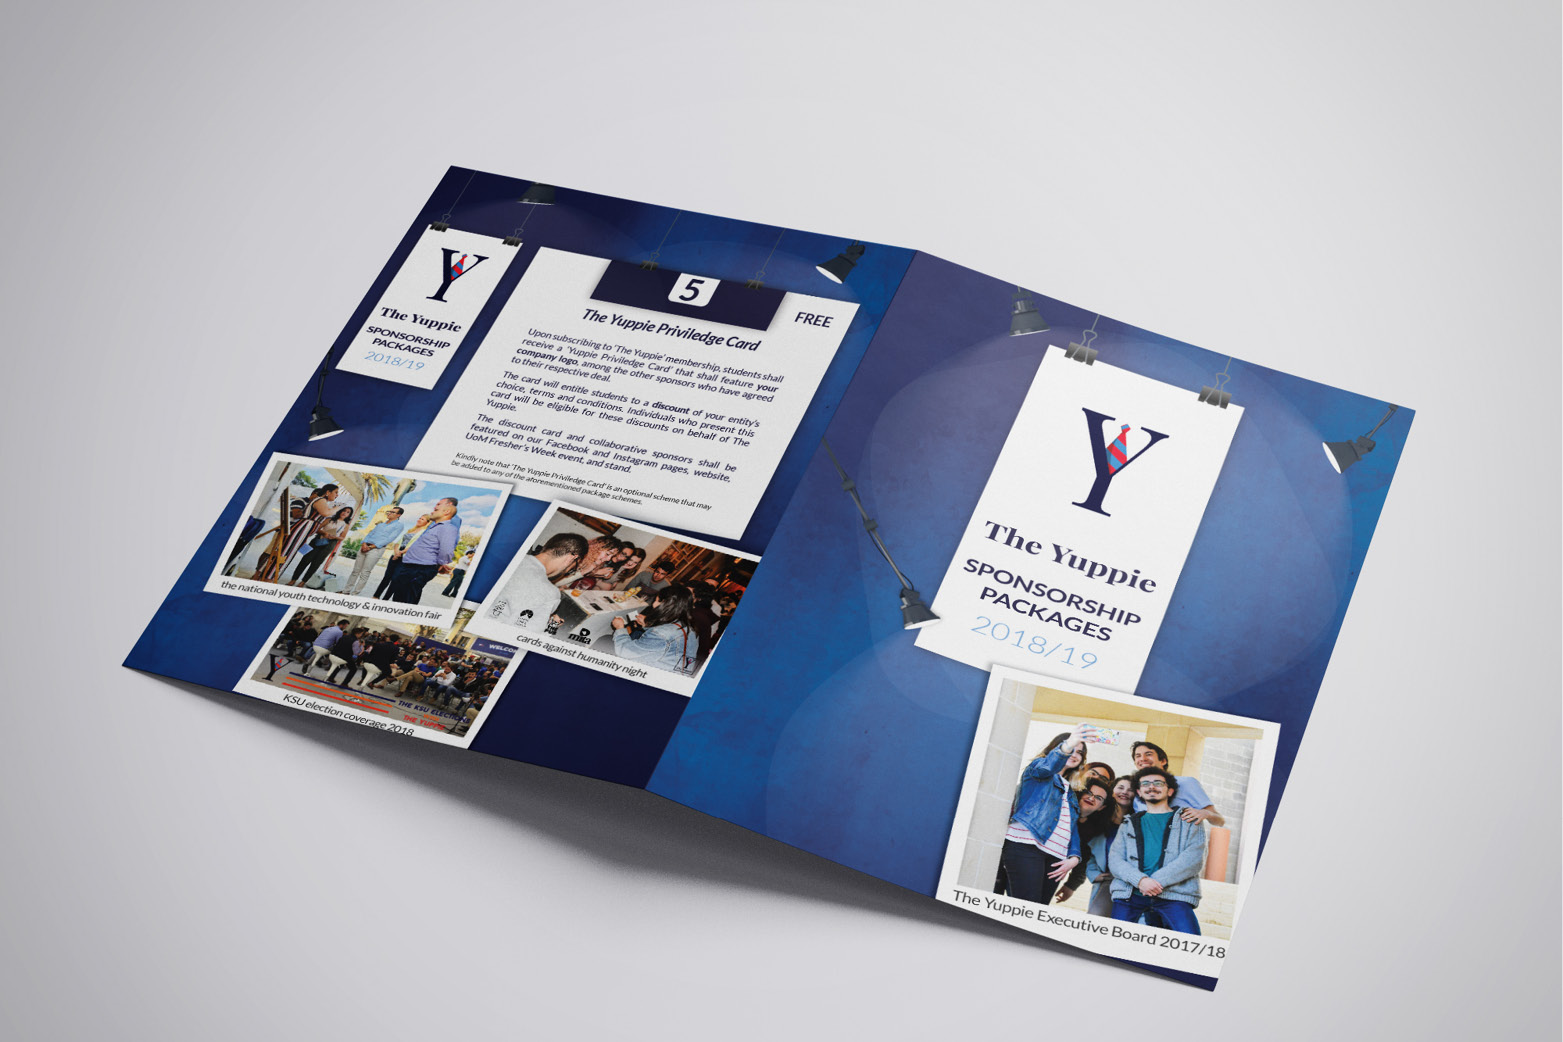 Y
The Yuppie
SPONSORSHIP
PACKAGES
2018/19
5
FREE
The Yuppie Priviledge Card
Upon subscribing to 'The Yuppie' membership, students shall
receive a 'Yuppie Priviledge Card' that shall feature your
company logo, among the other sponsors who have agreed
to their respective deal.
The card will entitle students to a discount of your entity's
choice, terms and conditions. Individuals who present this
card will be eligible for these discounts on behalf of The
Yuppie.
The discount card and collaborative sponsors shall be
featured on our Facebook and Instagram pages, website,
UoM Fresher's Week event, and stand.
Kindly note that 'The Yuppie Priviledge Card' is an optional scheme that may
be added to any of the aforementioned package schemes.
the national youth technology & innovation fair
mita
cards against humanity night
WELCO
Y
THE KSU ELECTION
THE YUPPIE
KSU election coverage 2018
Y
The Yuppie
SPONSORSHIP
PACKAGES
2018/19
The Yuppie Executive Board 2017/18